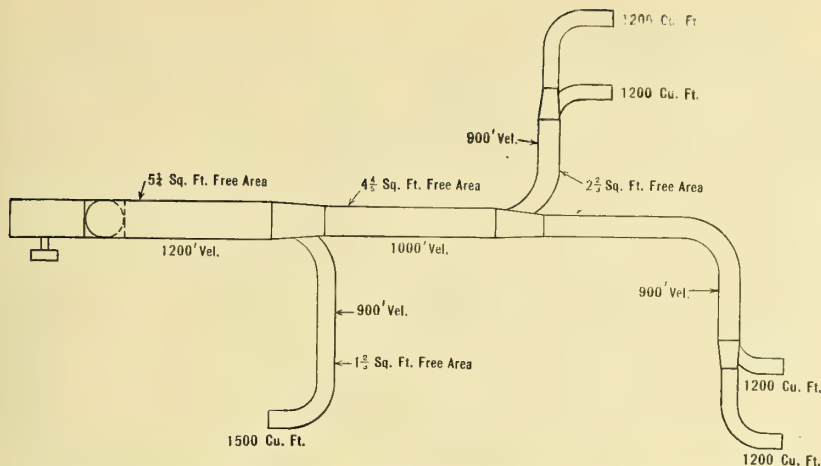 1200 Cu. Ft
1200 Cu. Ft.
900' Vel.
5¼ Sq. Ft. Free Area
4⅘ Sq. Ft. Free Area
2⅔ Sq. Ft. Free Area
1200' Vel.
1000' Vel.
900' Vel.
900' Vel.
1⅔ Sq. Ft. Free Area
1200 Cu. Ft.
1500 Cu. Ft.
1200 Cu. Ft.